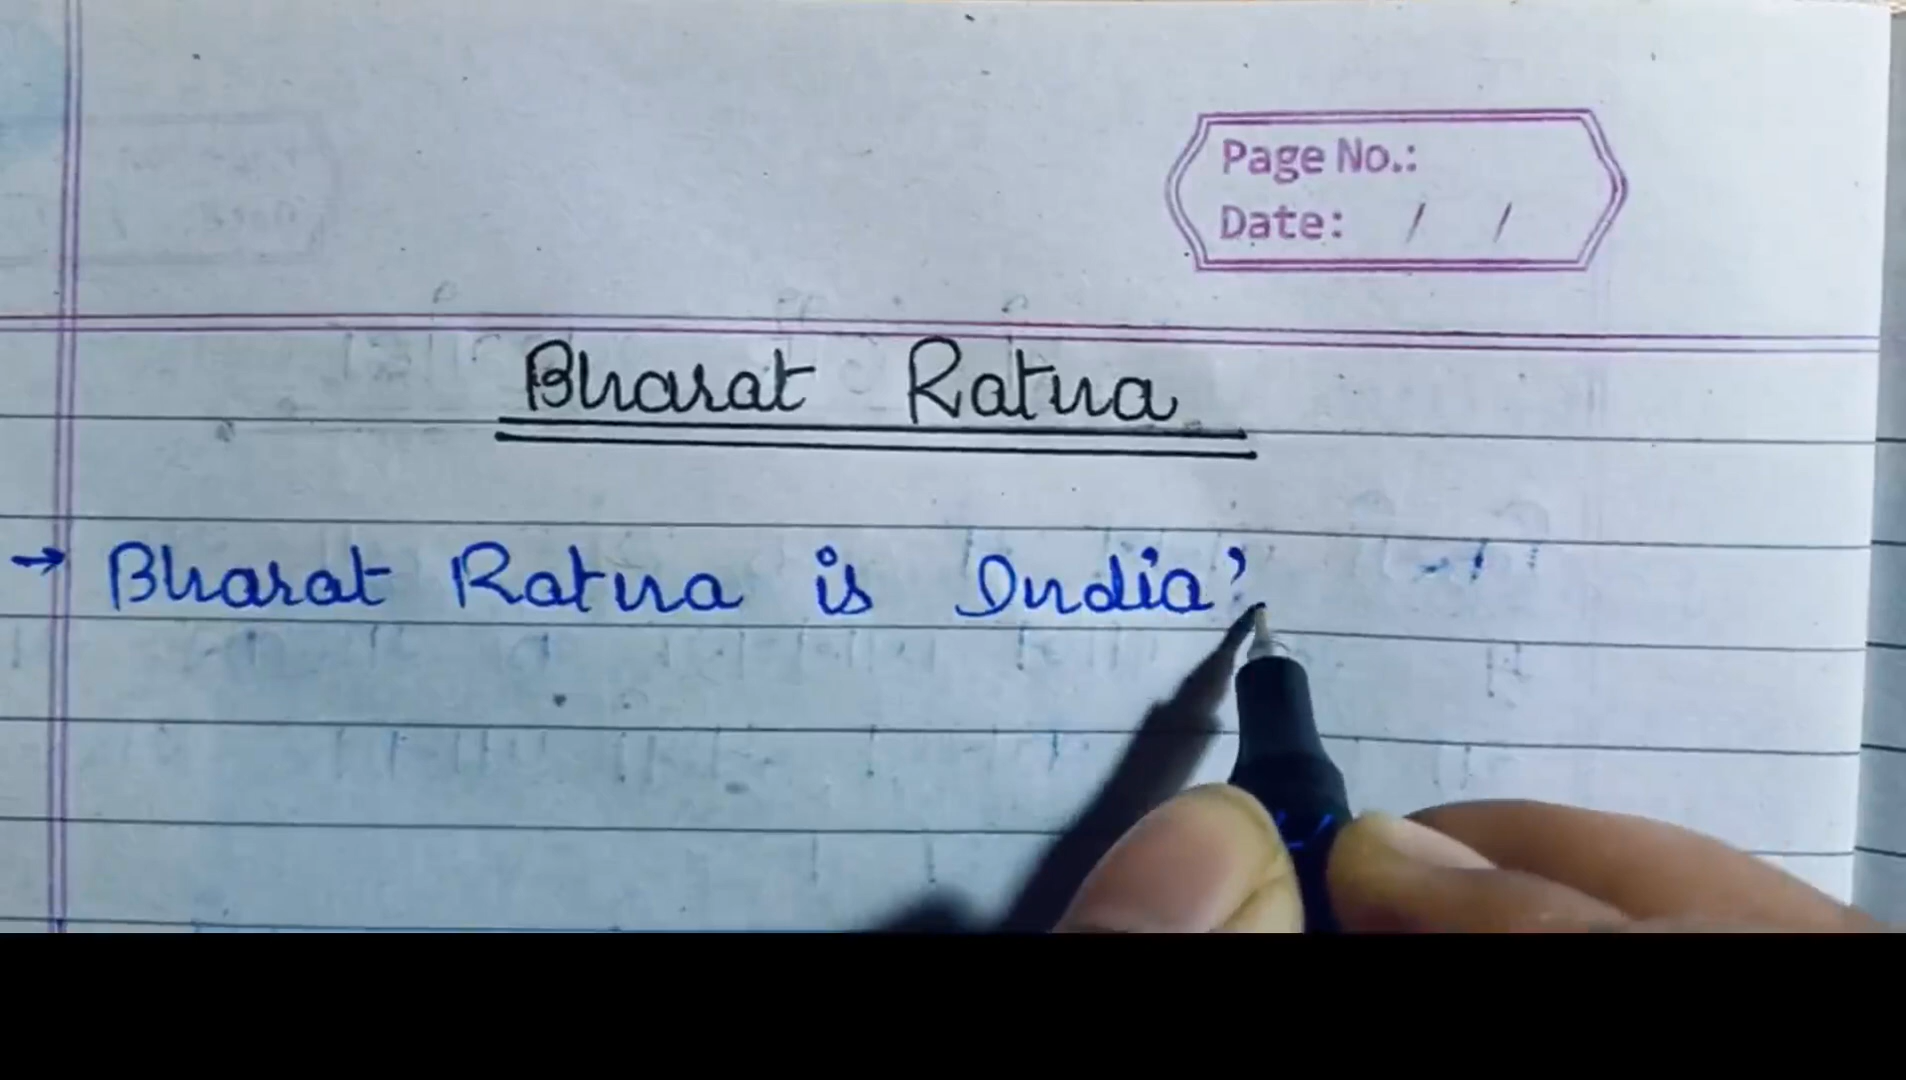 Page No.:
Date: / /
Bharat Ratna
→ Bharat Ratna is India'